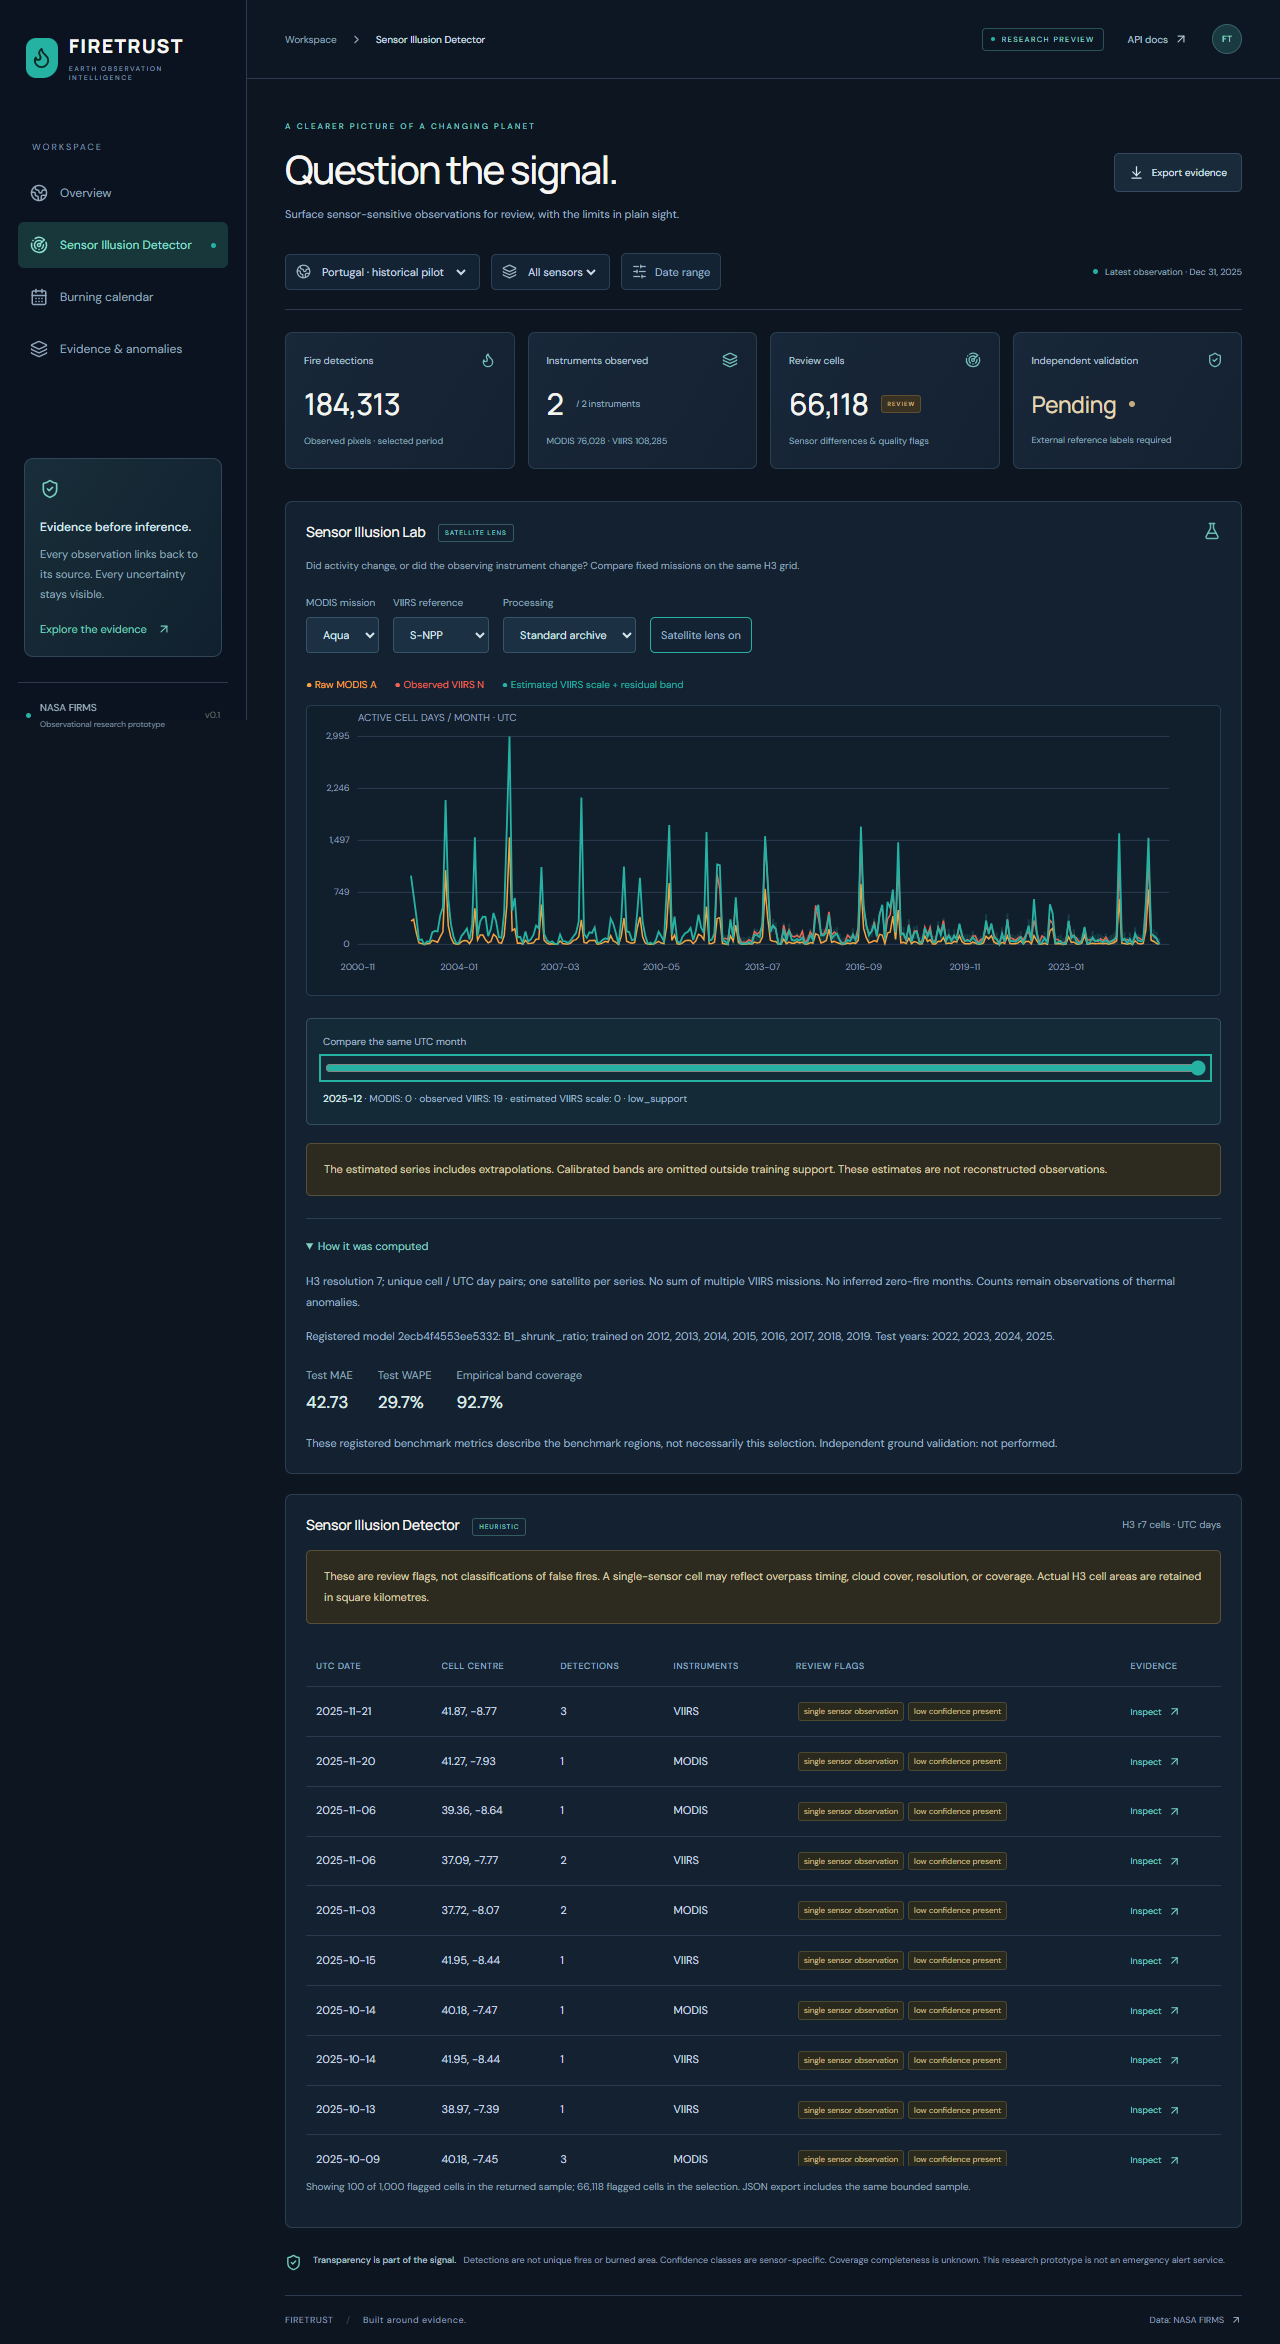 FIRETRUST
EARTH OBSERVATION
INTELLIGENCE
WORKSPACE
Overview
Sensor Illusion Detector
Burning calendar
Evidence & anomalies
Evidence before inference.
Every observation links back to
its source. Every uncertainty
stays visible.
Explore the evidence
NASA FIRMS
Observational research prototype
v0.1
Workspace
Sensor Illusion Detector
RESEARCH PREVIEW
API docs
FT
A CLEARER PICTURE OF A CHANGING PLANET
Question the signal.
Surface sensor-sensitive observations for review, with the limits in plain sight.
Export evidence
Portugal · historical pilot
All sensors
Date range
Latest observation · Dec 31, 2025
Fire detections
184,313
Observed pixels · selected period
Instruments observed
2 / 2 instruments
MODIS 76,028 · VIIRS 108,285
Review cells
66,118 REVIEW
Sensor differences & quality flags
Independent validation
Pending
External reference labels required
Sensor Illusion Lab SATELLITE LENS
Did activity change, or did the observing instrument change? Compare fixed missions on the same H3 grid.
MODIS mission VIIRS reference Processing
Aqua S-NPP Standard archive Satellite lens on
Raw MODIS A Observed VIIRS N Estimated VIIRS scale + residual band
ACTIVE CELL DAYS / MONTH · UTC
2,995
2,246
1,497
749
0
2000-11 2004-01 2007-03 2010-05 2013-07 2016-09 2019-11 2023-01
Compare the same UTC month
2025-12 · MODIS: 0 · observed VIIRS: 19 · estimated VIIRS scale: 0 · low_support
The estimated series includes extrapolations. Calibrated bands are omitted outside training support. These estimates are not reconstructed observations.
▼ How it was computed
H3 resolution 7; unique cell / UTC day pairs; one satellite per series. No sum of multiple VIIRS missions. No inferred zero-fire months. Counts remain observations of thermal
anomalies.
Registered model 2ecb4f4553ee5332: B1_shrunk_ratio; trained on 2012, 2013, 2014, 2015, 2016, 2017, 2018, 2019. Test years: 2022, 2023, 2024, 2025.
Test MAE Test WAPE Empirical band coverage
42.73 29.7% 92.7%
These registered benchmark metrics describe the benchmark regions, not necessarily this selection. Independent ground validation: not performed.
Sensor Illusion Detector HEURISTIC
H3 r7 cells · UTC days
These are review flags, not classifications of false fires. A single-sensor cell may reflect overpass timing, cloud cover, resolution, or coverage. Actual H3 cell areas are retained
in square kilometres.
UTC DATE CELL CENTRE DETECTIONS INSTRUMENTS REVIEW FLAGS EVIDENCE
2025-11-21 41.87, -8.77 3 VIIRS single sensor observation low confidence present Inspect
2025-11-20 41.27, -7.93 1 MODIS single sensor observation low confidence present Inspect
2025-11-06 39.36, -8.64 1 MODIS single sensor observation low confidence present Inspect
2025-11-06 37.09, -7.77 2 VIIRS single sensor observation low confidence present Inspect
2025-11-03 37.72, -8.07 2 MODIS single sensor observation low confidence present Inspect
2025-10-15 41.95, -8.44 1 VIIRS single sensor observation low confidence present Inspect
2025-10-14 40.18, -7.47 1 MODIS single sensor observation low confidence present Inspect
2025-10-14 41.95, -8.44 1 VIIRS single sensor observation low confidence present Inspect
2025-10-13 38.97, -7.39 1 VIIRS single sensor observation low confidence present Inspect
2025-10-09 40.18, -7.45 3 MODIS single sensor observation low confidence present Inspect
Showing 100 of 1,000 flagged cells in the returned sample; 66,118 flagged cells in the selection. JSON export includes the same bounded sample.
Transparency is part of the signal. Detections are not unique fires or burned area. Confidence classes are sensor-specific. Coverage completeness is unknown. This research prototype is not an emergency alert service.
FIRETRUST / Built around evidence.
Data: NASA FIRMS